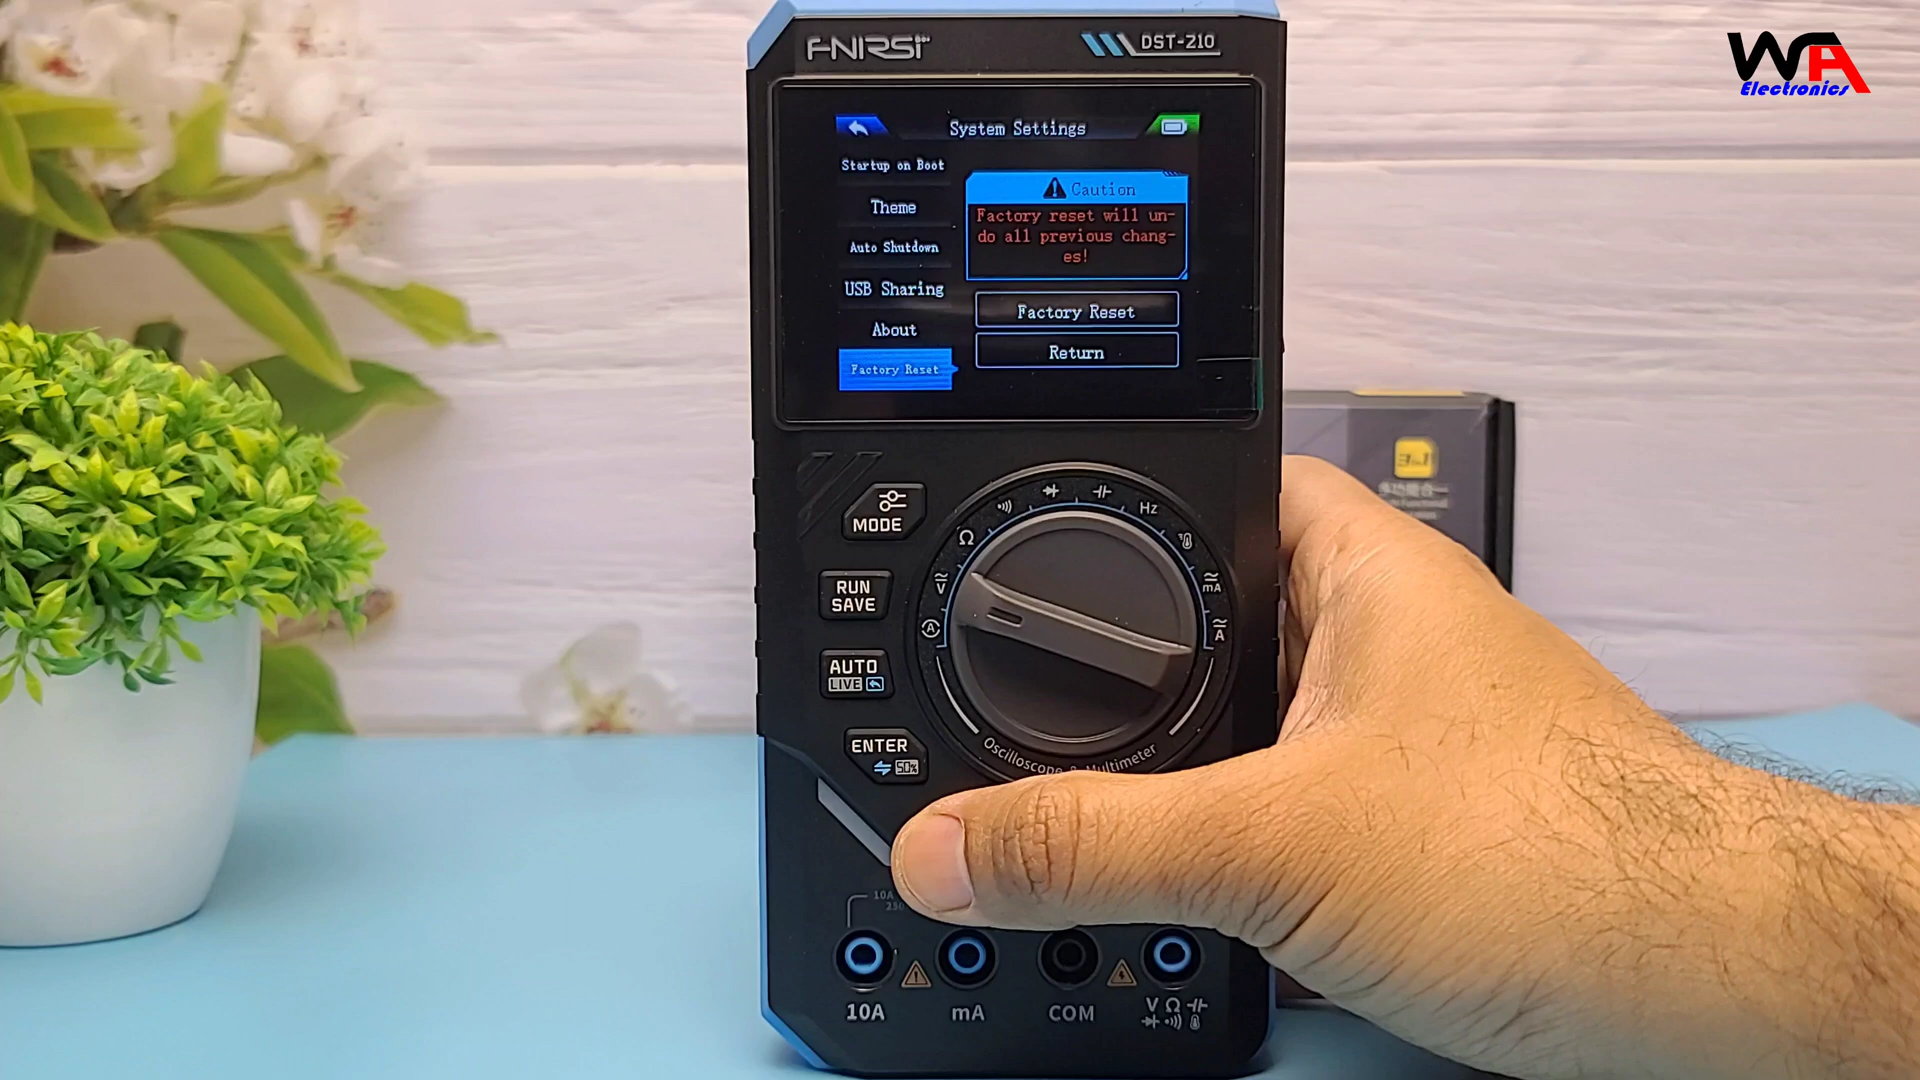 FNIRSI
DST-210
WA
Electronics
System Settings
Startup on Boot
Theme
Auto Shutdown
USB Sharing
About
Factory Reset
Caution
Factory reset will un-
do all previous chang-
es!
Factory Reset
Return
3in1
MODE
RUN
SAVE
AUTO
LIVE
ENTER
50%
Ω
Hz
V
mA
A
A
Oscilloscope & Multimeter
10A
10A
mA
COM
V Ω